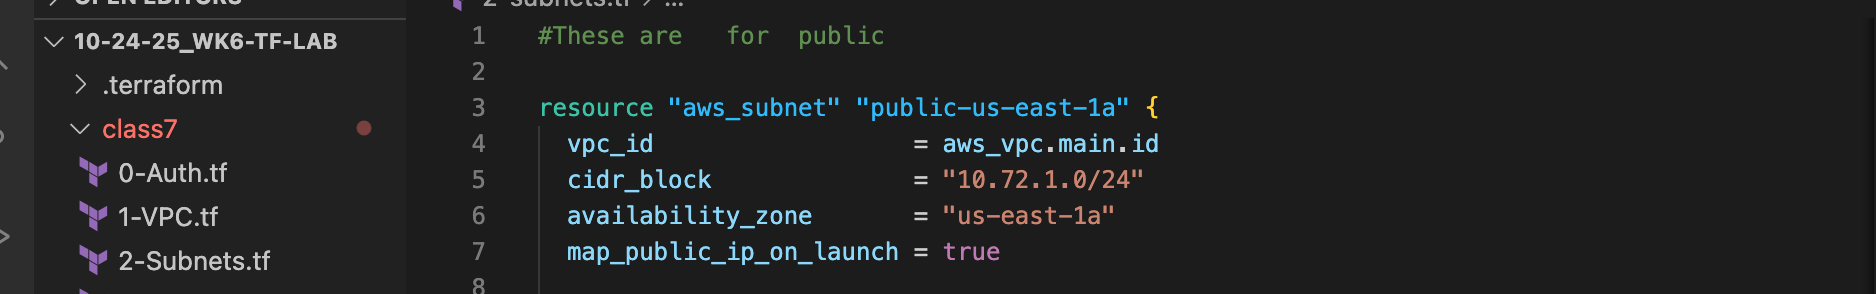 OPEN EDITORS
10-24-25_WK6-TF-LAB
.terraform
class7
0-Auth.tf
1-VPC.tf
2-Subnets.tf
2-subnets.tf > ...
1 #These are   for  public
2
3 resource "aws_subnet" "public-us-east-1a" {
4   vpc_id                  = aws_vpc.main.id
5   cidr_block              = "10.72.1.0/24"
6   availability_zone       = "us-east-1a"
7   map_public_ip_on_launch = true
8